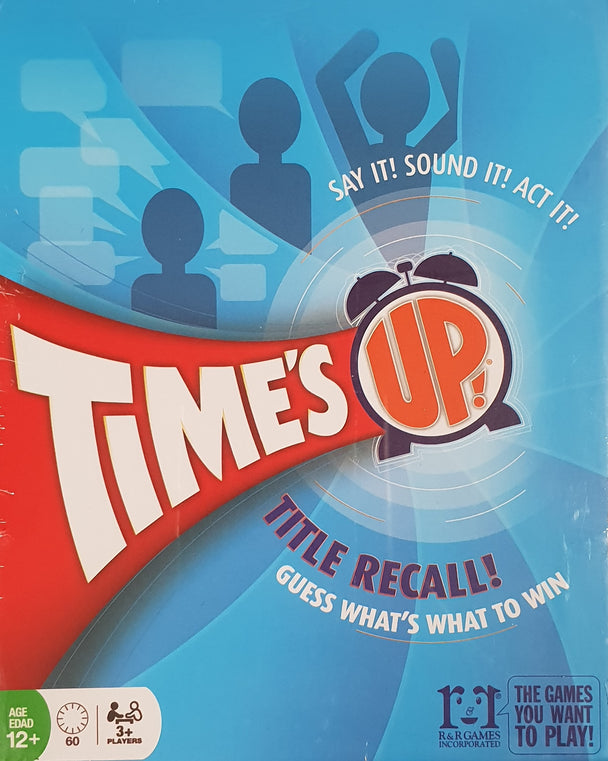 SAY IT! SOUND IT! ACT IT!
TiME'S UP!®
TITLE RECALL!
GUESS WHAT'S WHAT TO WIN
AGE
EDAD
12+
60
3+
PLAYERS
r&r®
R & R GAMES
INCORPORATED
THE GAMES
YOU WANT
TO PLAY!